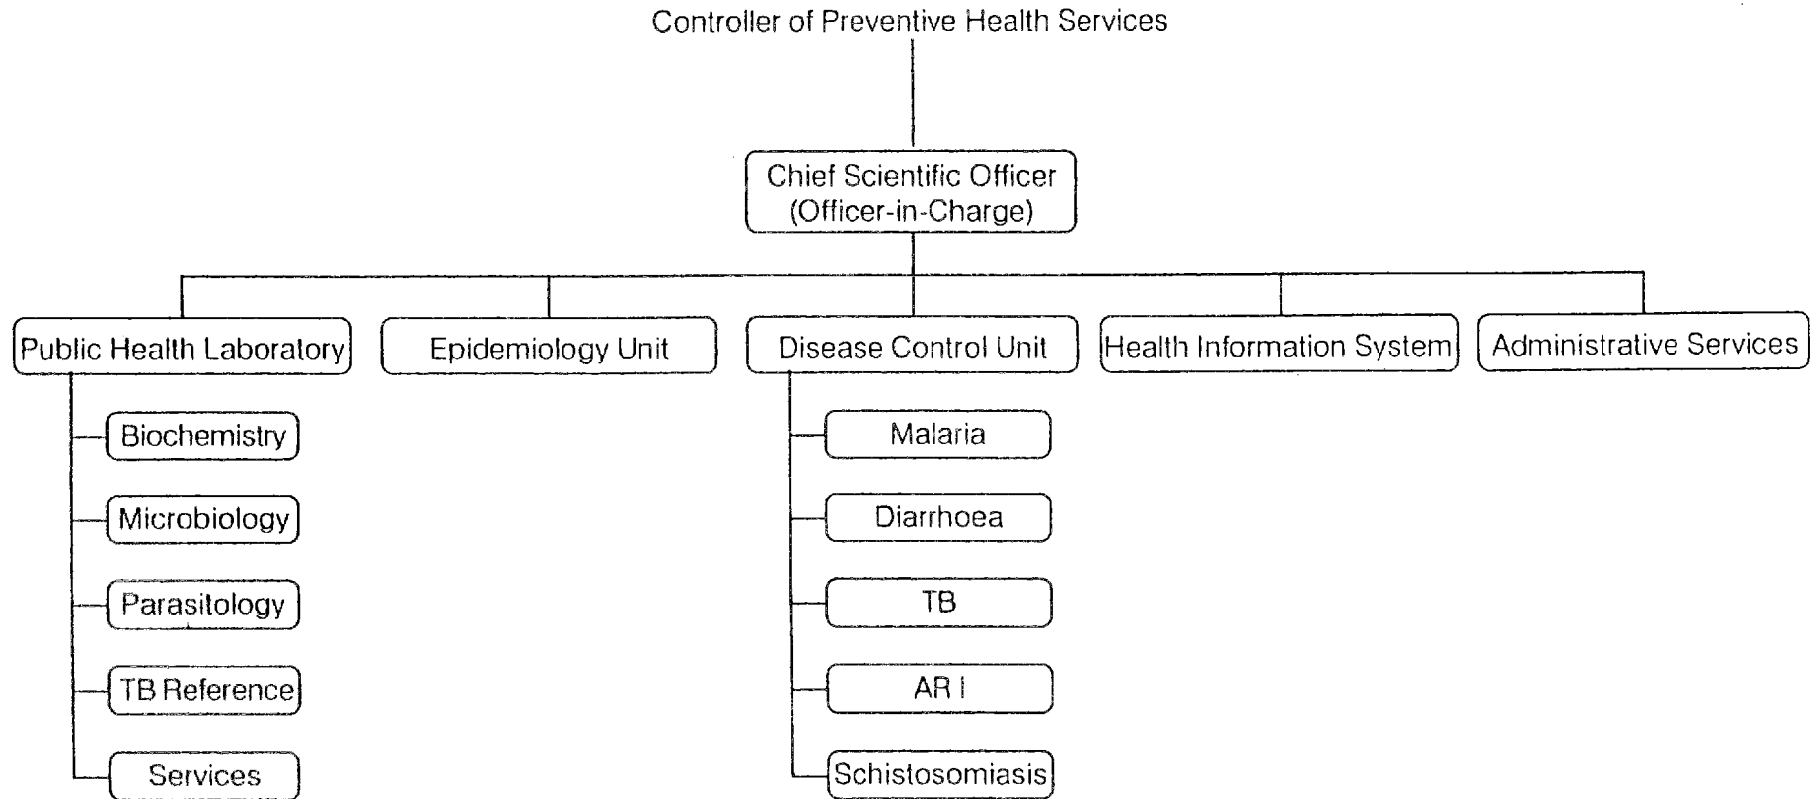 Controller of Preventive Health Services
Chief Scientific Officer
(Officer-in-Charge)
Public Health Laboratory
Epidemiology Unit
Disease Control Unit
Health Information System
Administrative Services
Biochemistry
Microbiology
Parasitology
TB Reference
Services
Malaria
Diarrhoea
TB
AR I
Schistosomiasis